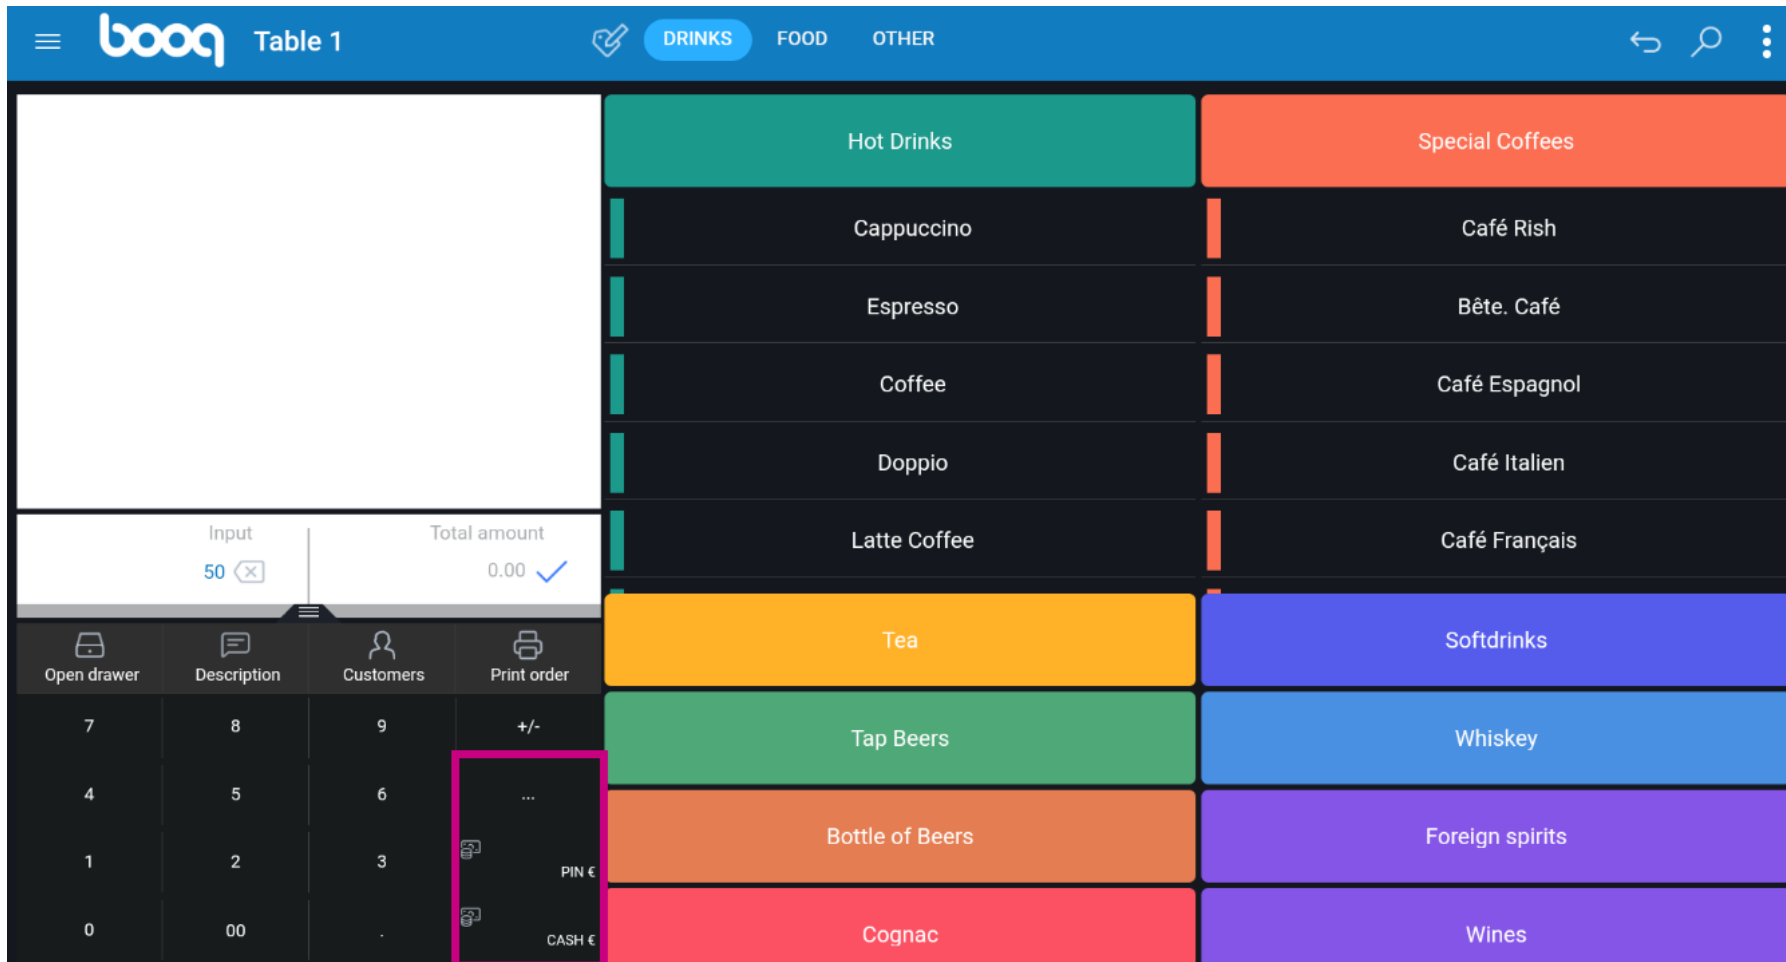 booq
Table 1
DRINKS
FOOD
OTHER
Hot Drinks
Special Coffees
Cappuccino
Café Rish
Espresso
Bête. Café
Coffee
Café Espagnol
Doppio
Café Italien
Latte Coffee
Café Français
Input
Total amount
50
0.00
Open drawer
Description
Customers
Print order
Tea
Softdrinks
7
8
9
+/-
Tap Beers
Whiskey
4
5
6
...
Bottle of Beers
Foreign spirits
1
2
3
PIN €
0
00
.
CASH €
Cognac
Wines